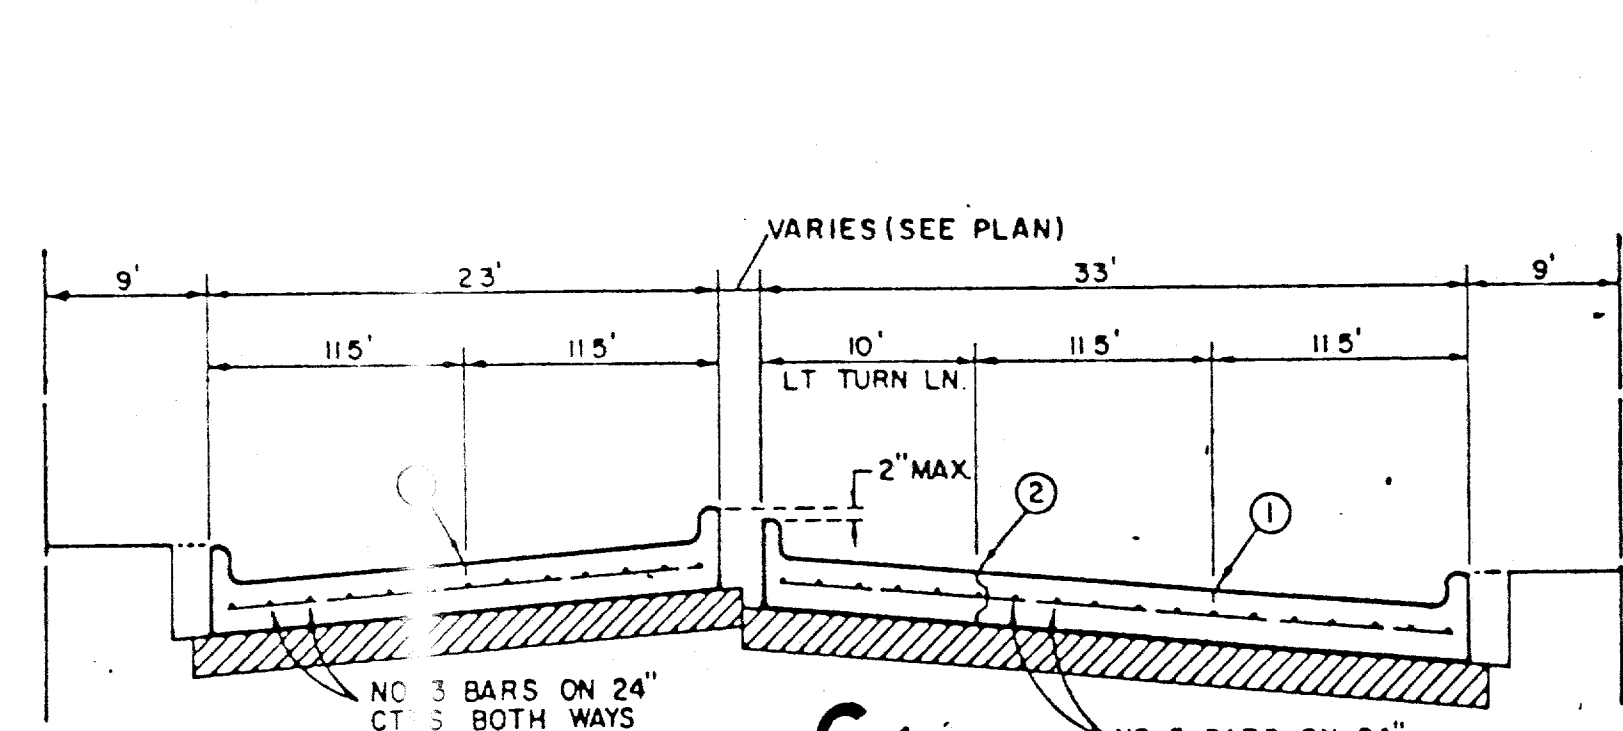 VARIES (SEE PLAN)
9' 23' 33' 9'
11 5' 11 5' 10' 11 5' 11 5'
LT TURN LN.
2" MAX
2
1
NO 3 BARS ON 24"
CT S BOTH WAYS